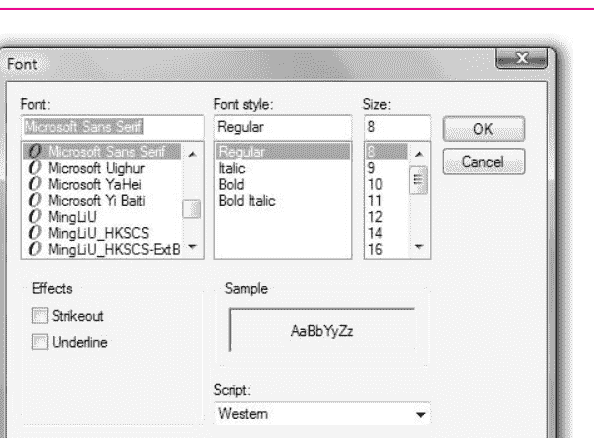 Font
Font:
Font style:
Size:
Microsoft Sans Serif
Regular
8
OK
Cancel
Microsoft Sans Serif
Microsoft Uighur
Microsoft YaHei
Microsoft Yi Baiti
MingLiU
MingLiU_HKSCS
MingLiU_HKSCS-ExtB
Regular
Italic
Bold
Bold Italic
8
9
10
11
12
14
16
Effects
Strikeout
Underline
Sample
AaBbYyZz
Script:
Western